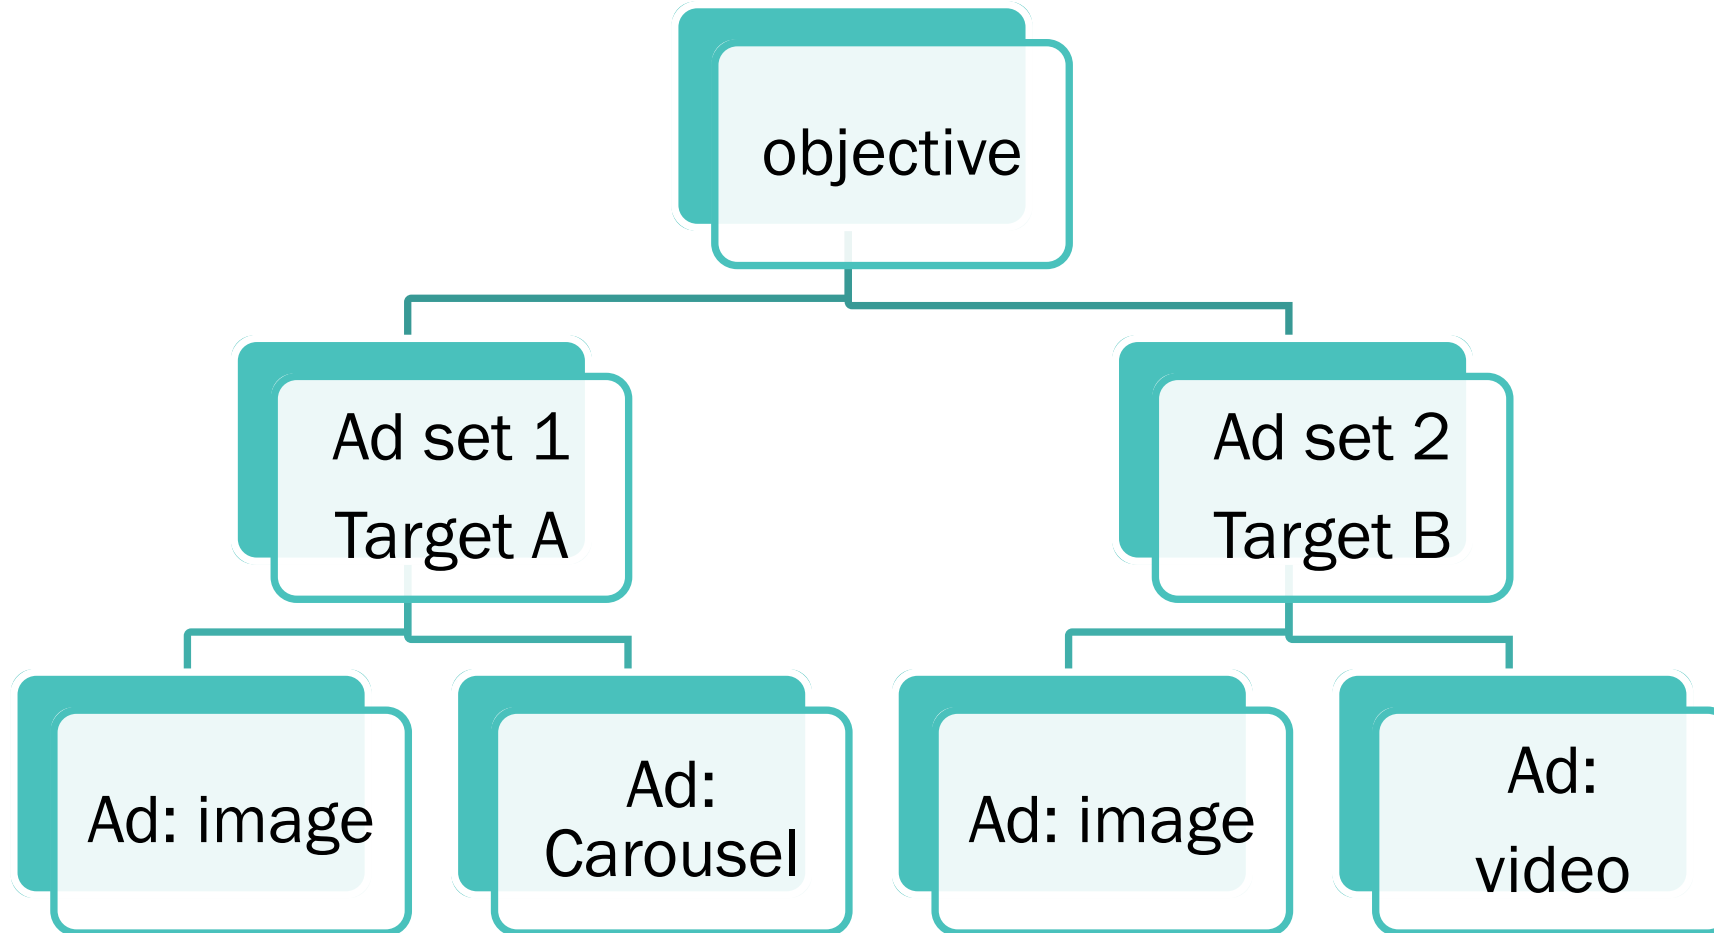 objective
Ad set 1
Target A
Ad set 2
Target B
Ad: image
Ad:
Carousel
Ad: image
Ad:
video